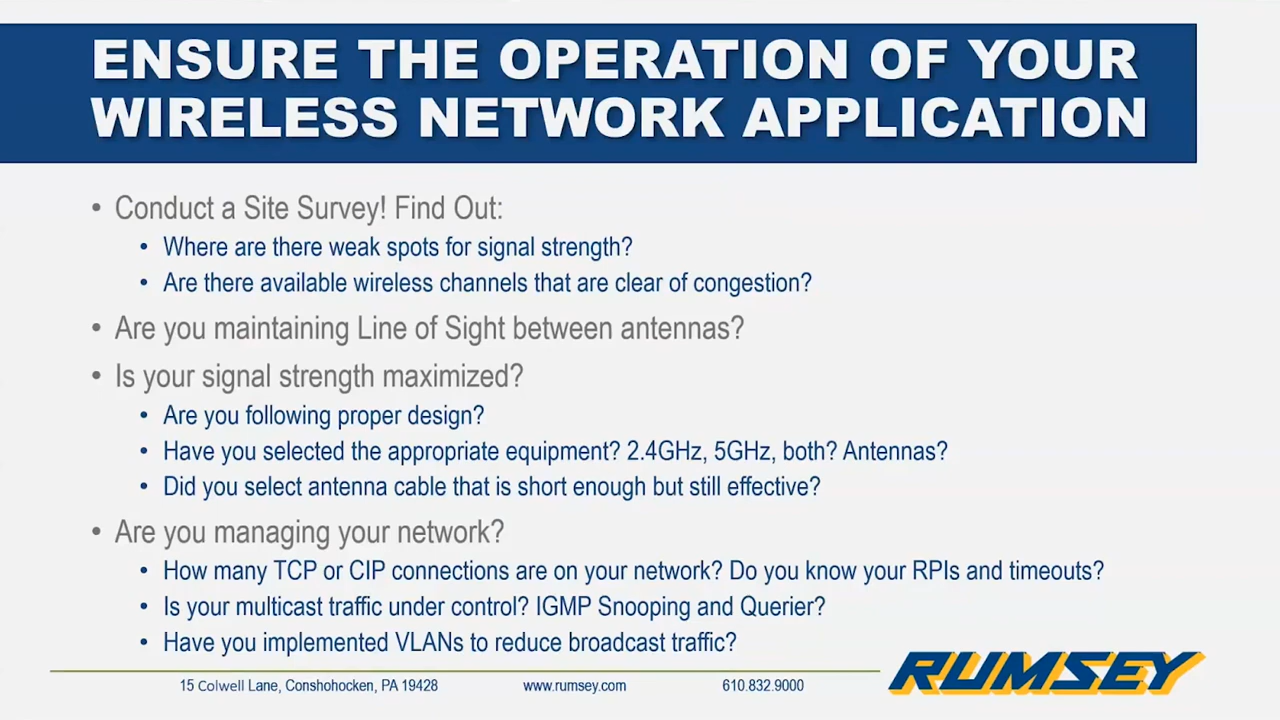 ENSURE THE OPERATION OF YOUR
WIRELESS NETWORK APPLICATION
• Conduct a Site Survey! Find Out:
• Where are there weak spots for signal strength?
• Are there available wireless channels that are clear of congestion?
• Are you maintaining Line of Sight between antennas?
• Is your signal strength maximized?
• Are you following proper design?
• Have you selected the appropriate equipment? 2.4GHz, 5GHz, both? Antennas?
• Did you select antenna cable that is short enough but still effective?
• Are you managing your network?
• How many TCP or CIP connections are on your network? Do you know your RPIs and timeouts?
• Is your multicast traffic under control? IGMP Snooping and Querier?
• Have you implemented VLANs to reduce broadcast traffic?
15 Colwell Lane, Conshohocken, PA 19428 www.rumsey.com 610.832.9000
RUMSEY